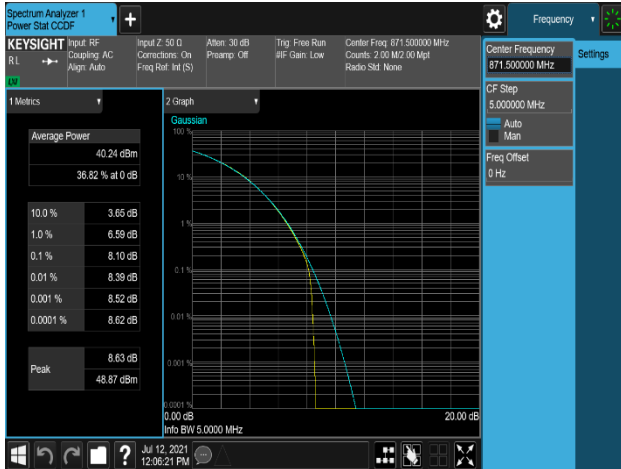 Spectrum Analyzer 1
Power Stat CCDF
+
Frequency
KEYSIGHT
R L
LW
Input: RF
Coupling: AC
Align: Auto
Input Z: 50 Ω
Corrections: On
Freq Ref: Int (S)
Atten: 30 dB
Preamp: Off
Trig: Free Run
#IF Gain: Low
Center Freq: 871.500000 MHz
Counts: 2.00 M/2.00 Mpt
Radio Std: None
Center Frequency
871.500000 MHz
Settings
CF Step
5.000000 MHz
Auto
Man
Freq Offset
0 Hz
1 Metrics
Average Power
40.24 dBm
36.82 % at 0 dB
10.0 % 3.65 dB
1.0 % 6.59 dB
0.1 % 8.10 dB
0.01 % 8.39 dB
0.001 % 8.52 dB
0.0001 % 8.62 dB
Peak
8.63 dB
48.87 dBm
2 Graph
Gaussian
100 %
10 %
1 %
0.1 %
0.01 %
0.001 %
0.0001 %
0.00 dB 20.00 dB
Info BW 5.0000 MHz
?
Jul 12, 2021
12:06:21 PM